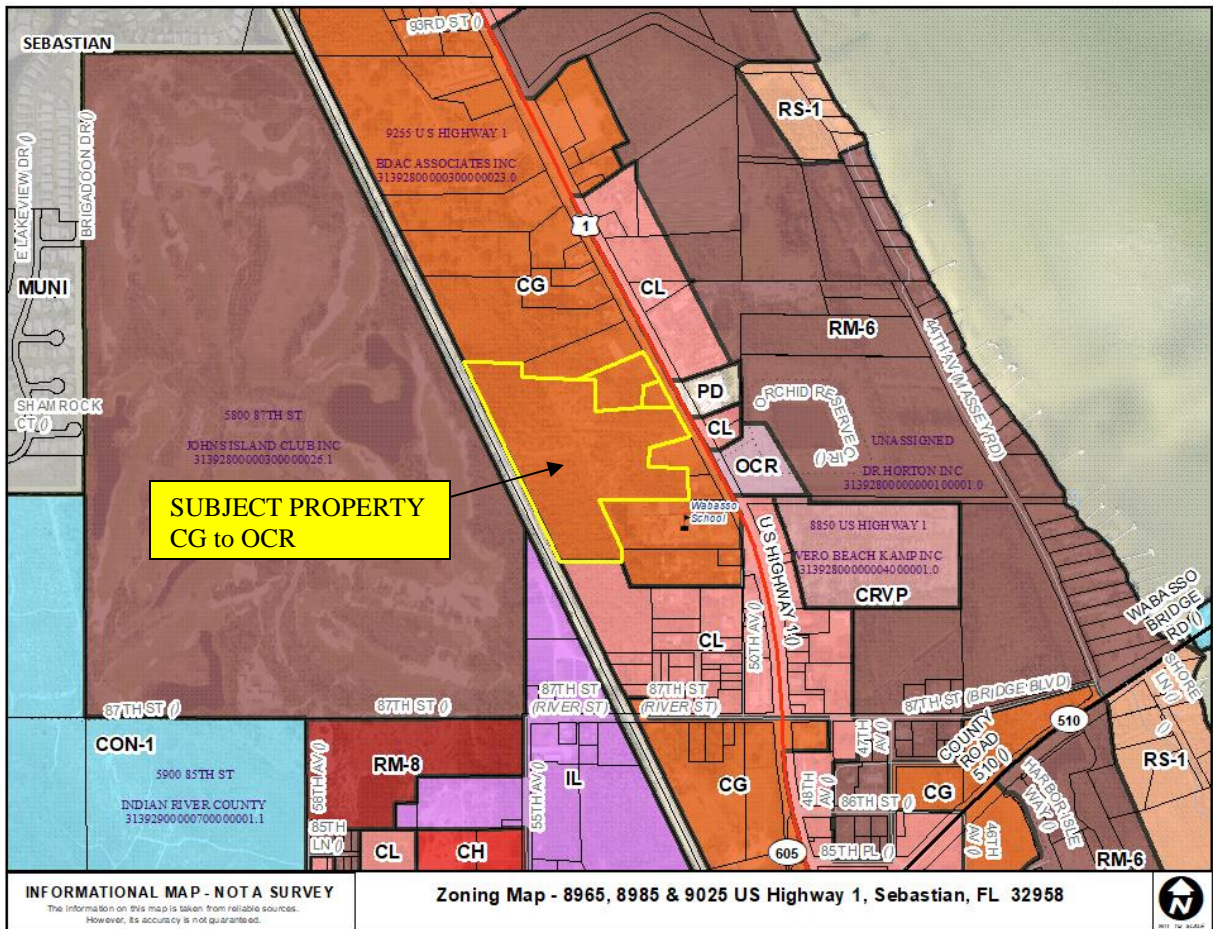 93RD ST ()
SEBASTIAN
RS-1
9255 U S HIGHWAY 1
BDAC ASSOCIATES INC
31392800000300000023.0
E LAKEVIEW DR ()
BRIGADOON DR ()
1
MUNI
CG
CL
RM-6
44TH AV (MASSEY RD)
SHAMROCK
CT ()
PD
ORCHID RESERVE CIR ()
5800 87TH ST
JOHNS ISLAND CLUB INC
31392800000300000026.1
CL
UNASSIGNED
DR HORTON INC
31392800000000100001.0
OCR
SUBJECT PROPERTY
CG to OCR
Wabasso
School
U S HIGHWAY 1 ()
8850 US HIGHWAY 1
VERO BEACH KAMP INC
31392800000004000001.0
CRVP
WABASSO
BRIDGE
RD ()
CL
50TH AV ()
SHORE
LN ()
()
87TH ST
(RIVER ST)
87TH ST
(RIVER ST)
87TH ST (BRIDGE BLVD)
87TH ST ()
87TH ST ()
510
CON-1
RM-8
58TH AV ()
55TH AV ()
IL
CG
47TH
AV ()
COUNTY
ROAD
510 ()
RS-1
5900 85TH ST
INDIAN RIVER COUNTY
31392900000700000001.1
48TH
AV ()
86TH ST ()
CG
HARBOR ISLE
WAY ()
85TH
LN ()
CL
CH
605
85TH PL ()
46TH
AV ()
RM-6
INFORMATIONAL MAP - NOT A SURVEY
The information on this map is taken from reliable sources.
However, its accuracy is not guaranteed.
Zoning Map - 8965, 8985 & 9025 US Highway 1, Sebastian, FL 32958
N
NOT TO SCALE